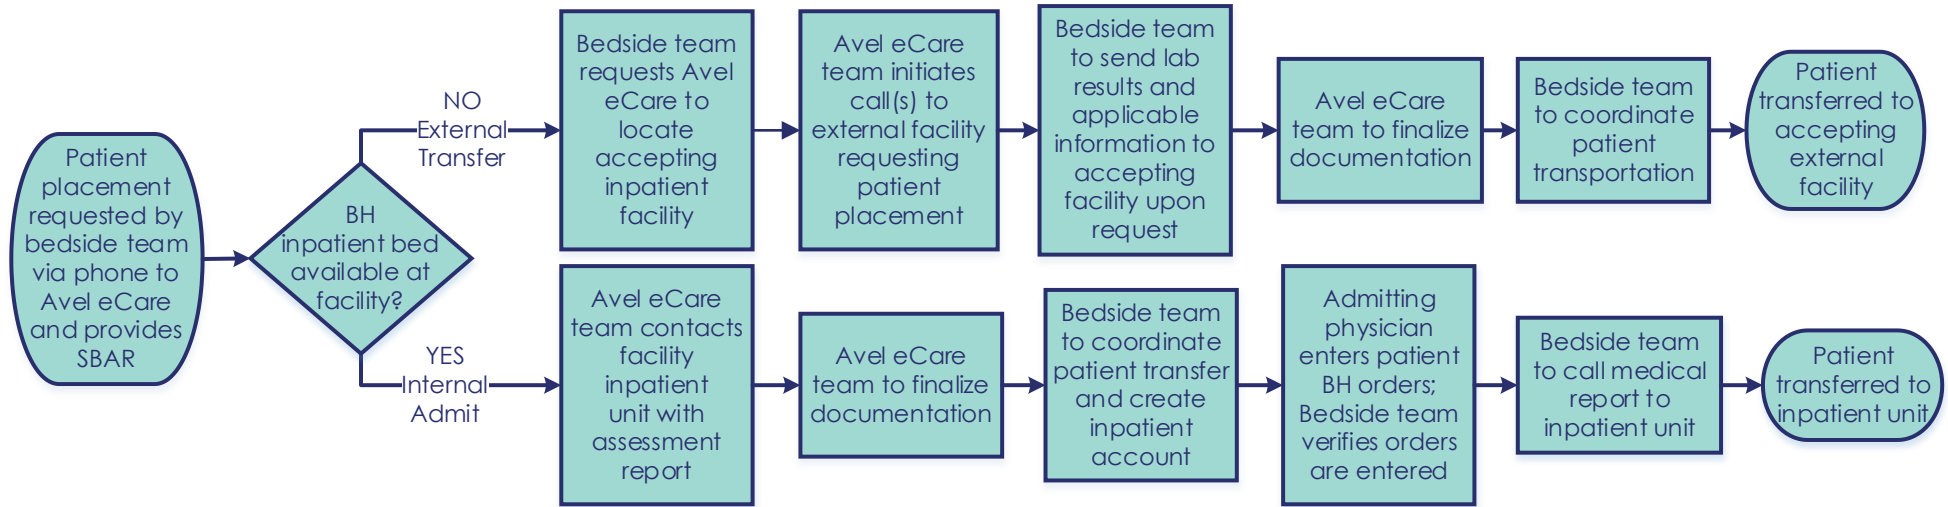 Patient
placement
requested by
bedside team
via phone to
Avel eCare
and provides
SBAR
BH
inpatient bed
available at
facility?
NO
External
Transfer
Bedside team
requests Avel
eCare to
locate
accepting
inpatient
facility
Avel eCare
team initiates
call(s) to
external facility
requesting
patient
placement
Bedside team
to send lab
results and
applicable
information to
accepting
facility upon
request
Avel eCare
team to finalize
documentation
Bedside team
to coordinate
patient
transportation
Patient
transferred to
accepting
external
facility
YES
Internal
Admit
Avel eCare
team contacts
facility
inpatient
unit with
assessment
report
Avel eCare
team to finalize
documentation
Bedside team
to coordinate
patient transfer
and create
inpatient
account
Admitting
physician
enters patient
BH orders;
Bedside team
verifies orders
are entered
Bedside team
to call medical
report to
inpatient unit
Patient
transferred to
inpatient unit